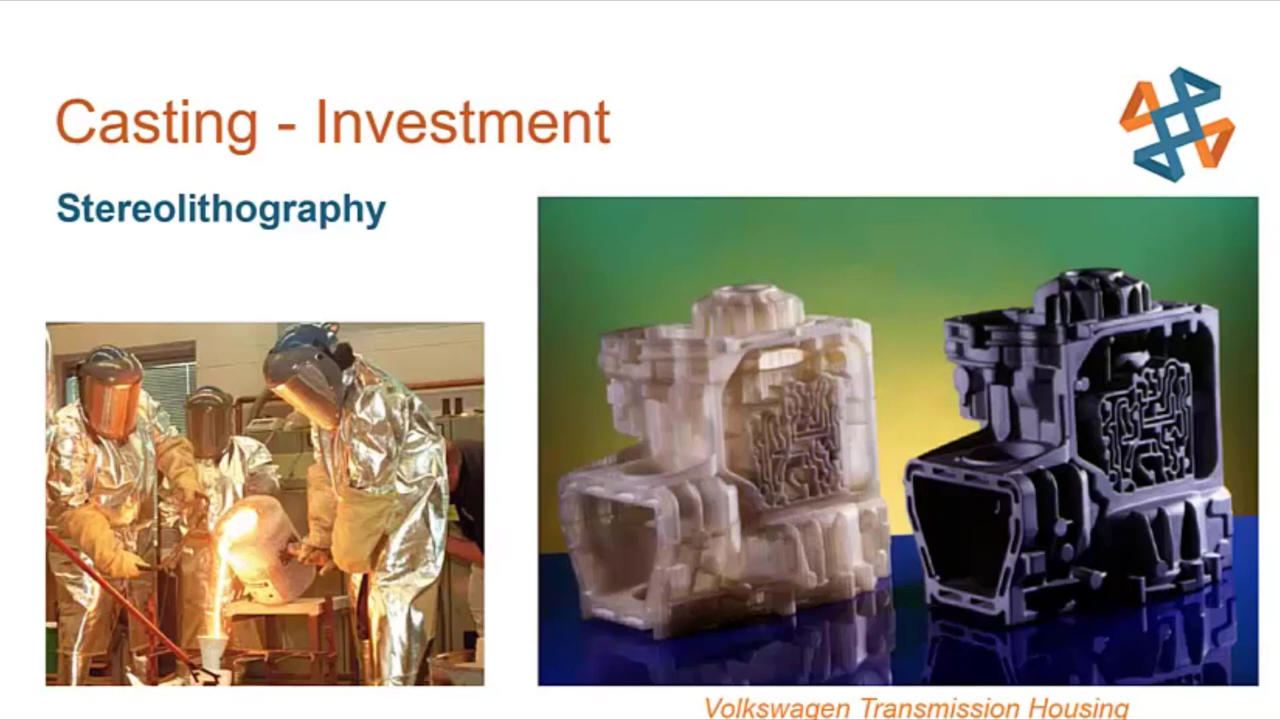 Casting - Investment
Stereolithography
Volkswagen Transmission Housing